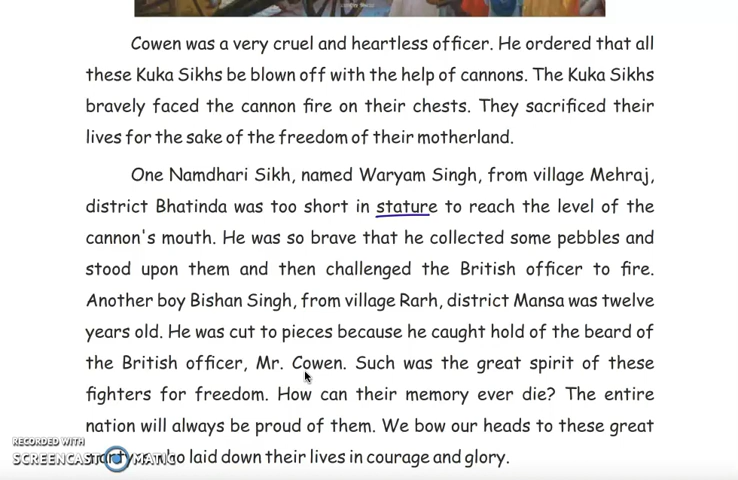 Cowen was a very cruel and heartless officer. He ordered that all
these Kuka Sikhs be blown off with the help of cannons. The Kuka Sikhs
bravely faced the cannon fire on their chests. They sacrificed their
lives for the sake of the freedom of their motherland.
One Namdhari Sikh, named Waryam Singh, from village Mehraj,
district Bhatinda was too short in stature to reach the level of the
cannon's mouth. He was so brave that he collected some pebbles and
stood upon them and then challenged the British officer to fire.
Another boy Bishan Singh, from village Rarh, district Mansa was twelve
years old. He was cut to pieces because he caught hold of the beard of
the British officer, Mr. Cowen. Such was the great spirit of these
fighters for freedom. How can their memory ever die? The entire
nation will always be proud of them. We bow our heads to these great
laid down their lives in courage and glory.
RECORDED WITH
SCREENCAST MATIC